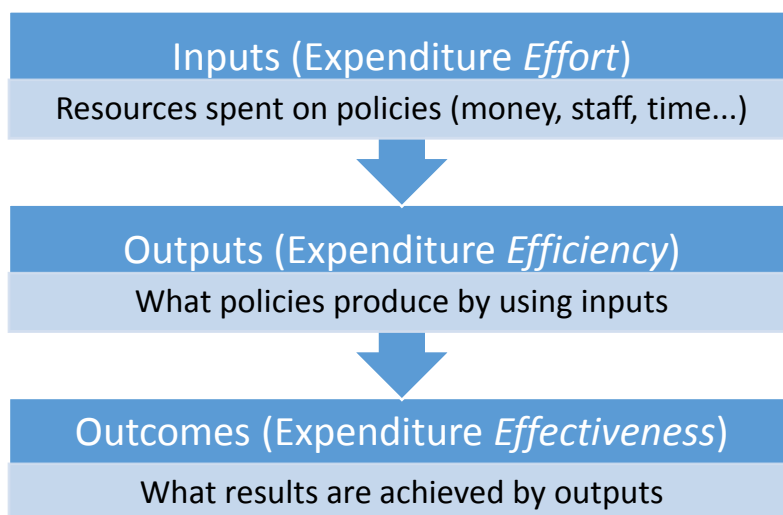 Inputs (Expenditure Effort)
Resources spent on policies (money, staff, time...)
Outputs (Expenditure Efficiency)
What policies produce by using inputs
Outcomes (Expenditure Effectiveness)
What results are achieved by outputs